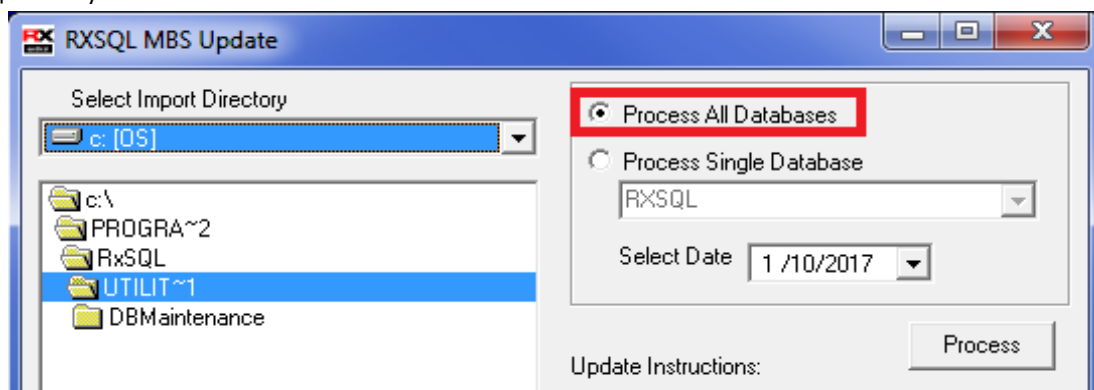 RX RXSQL MBS Update
Select Import Directory
c: [OS]
c:\
PROGRA~2
RxSQL
UTILIT~1
DBMaintenance
Process All Databases
Process Single Database
RXSQL
Select Date 1 /10/2017
Process
Update Instructions: